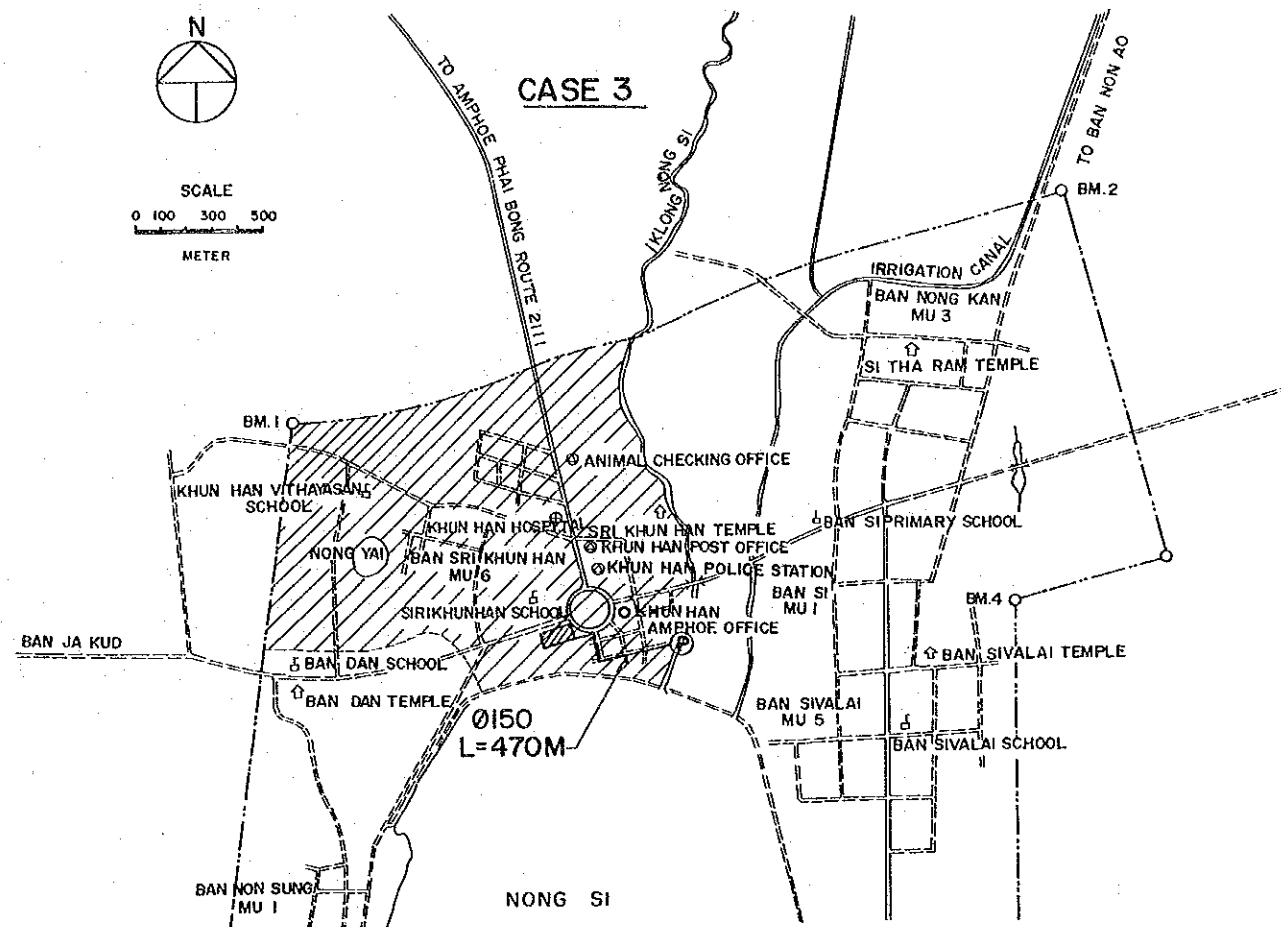 N
CASE 3
SCALE
0 100 300 500
METER
TO AMPHOE PHAI BONG ROUTE 2111
KLONG NONG SI
TO BAN NON AO
BM.2
IRRIGATION CANAL
BAN NONG KAN
MU 3
SI THA RAM TEMPLE
BM.1
ANIMAL CHECKING OFFICE
KHUN HAN VITHAYASAN
SCHOOL
KHUN HAN HOSPITAL
SRI KHUN HAN TEMPLE
BAN SI PRIMARY SCHOOL
KHUN HAN POST OFFICE
NONG YAI
BAN SRI KHUN HAN
MU 6
KHUN HAN POLICE STATION
BAN SI
MU 1
BM.4
SIRIKHUNHAN SCHOOL
KHUN HAN
AMPHOE OFFICE
P
BAN JA KUD
BAN DAN SCHOOL
BAN SIVALAI TEMPLE
BAN DAN TEMPLE
BAN SIVALAI
MU 5
Ø150
L=470M
BAN SIVALAI SCHOOL
BAN NON SUNG
MU 1
NONG SI